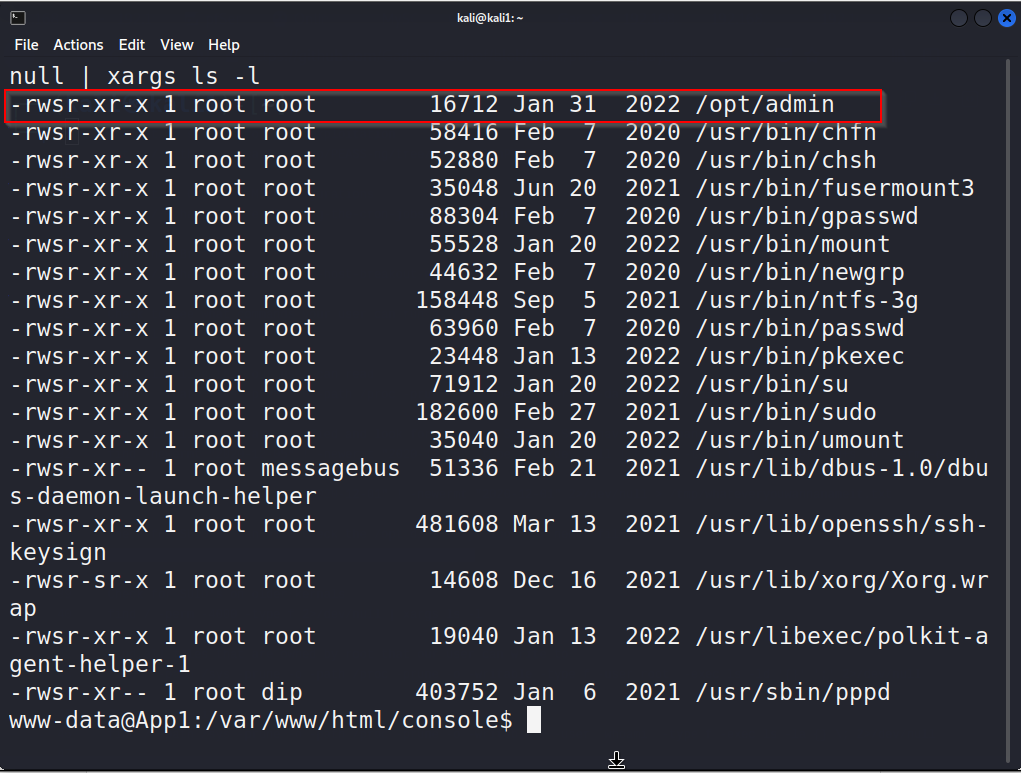 kali@kali1: ~
File Actions Edit View Help
null | xargs ls -l
-rwsr-xr-x 1 root root 16712 Jan 31 2022 /opt/admin
-rwsr-xr-x 1 root root 58416 Feb 7 2020 /usr/bin/chfn
-rwsr-xr-x 1 root root 52880 Feb 7 2020 /usr/bin/chsh
-rwsr-xr-x 1 root root 35048 Jun 20 2021 /usr/bin/fusermount3
-rwsr-xr-x 1 root root 88304 Feb 7 2020 /usr/bin/gpasswd
-rwsr-xr-x 1 root root 55528 Jan 20 2022 /usr/bin/mount
-rwsr-xr-x 1 root root 44632 Feb 7 2020 /usr/bin/newgrp
-rwsr-xr-x 1 root root 158448 Sep 5 2021 /usr/bin/ntfs-3g
-rwsr-xr-x 1 root root 63960 Feb 7 2020 /usr/bin/passwd
-rwsr-xr-x 1 root root 23448 Jan 13 2022 /usr/bin/pkexec
-rwsr-xr-x 1 root root 71912 Jan 20 2022 /usr/bin/su
-rwsr-xr-x 1 root root 182600 Feb 27 2021 /usr/bin/sudo
-rwsr-xr-x 1 root root 35040 Jan 20 2022 /usr/bin/umount
-rwsr-xr-- 1 root messagebus 51336 Feb 21 2021 /usr/lib/dbus-1.0/dbu
s-daemon-launch-helper
-rwsr-xr-x 1 root root 481608 Mar 13 2021 /usr/lib/openssh/ssh-
keysign
-rwsr-sr-x 1 root root 14608 Dec 16 2021 /usr/lib/xorg/Xorg.wr
ap
-rwsr-xr-x 1 root root 19040 Jan 13 2022 /usr/libexec/polkit-a
gent-helper-1
-rwsr-xr-- 1 root dip 403752 Jan 6 2021 /usr/sbin/pppd
www-data@App1:/var/www/html/console$